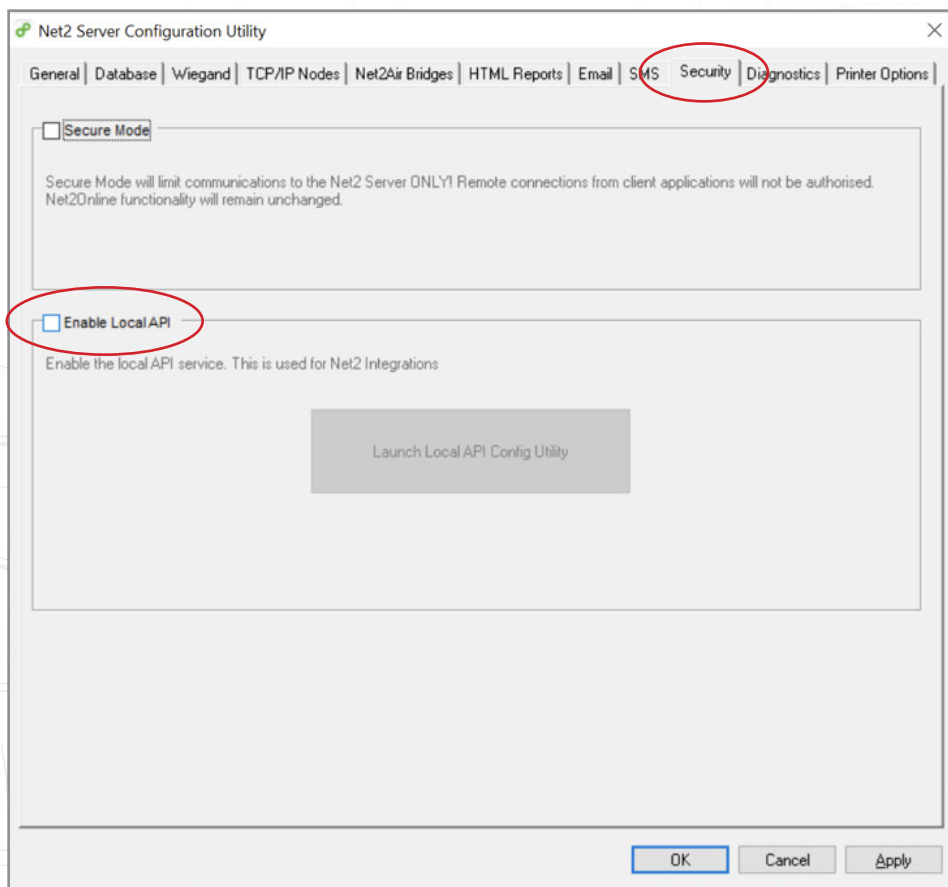 Net2 Server Configuration Utility
General Database Wiegand TCP/IP Nodes Net2Air Bridges HTML Reports Email SMS Security Diagnostics Printer Options
Secure Mode
Secure Mode will limit communications to the Net2 Server ONLY! Remote connections from client applications will not be authorised.
Net2Online functionality will remain unchanged.
Enable Local API
Enable the local API service. This is used for Net2 Integrations
Launch Local API Config Utility
OK Cancel Apply